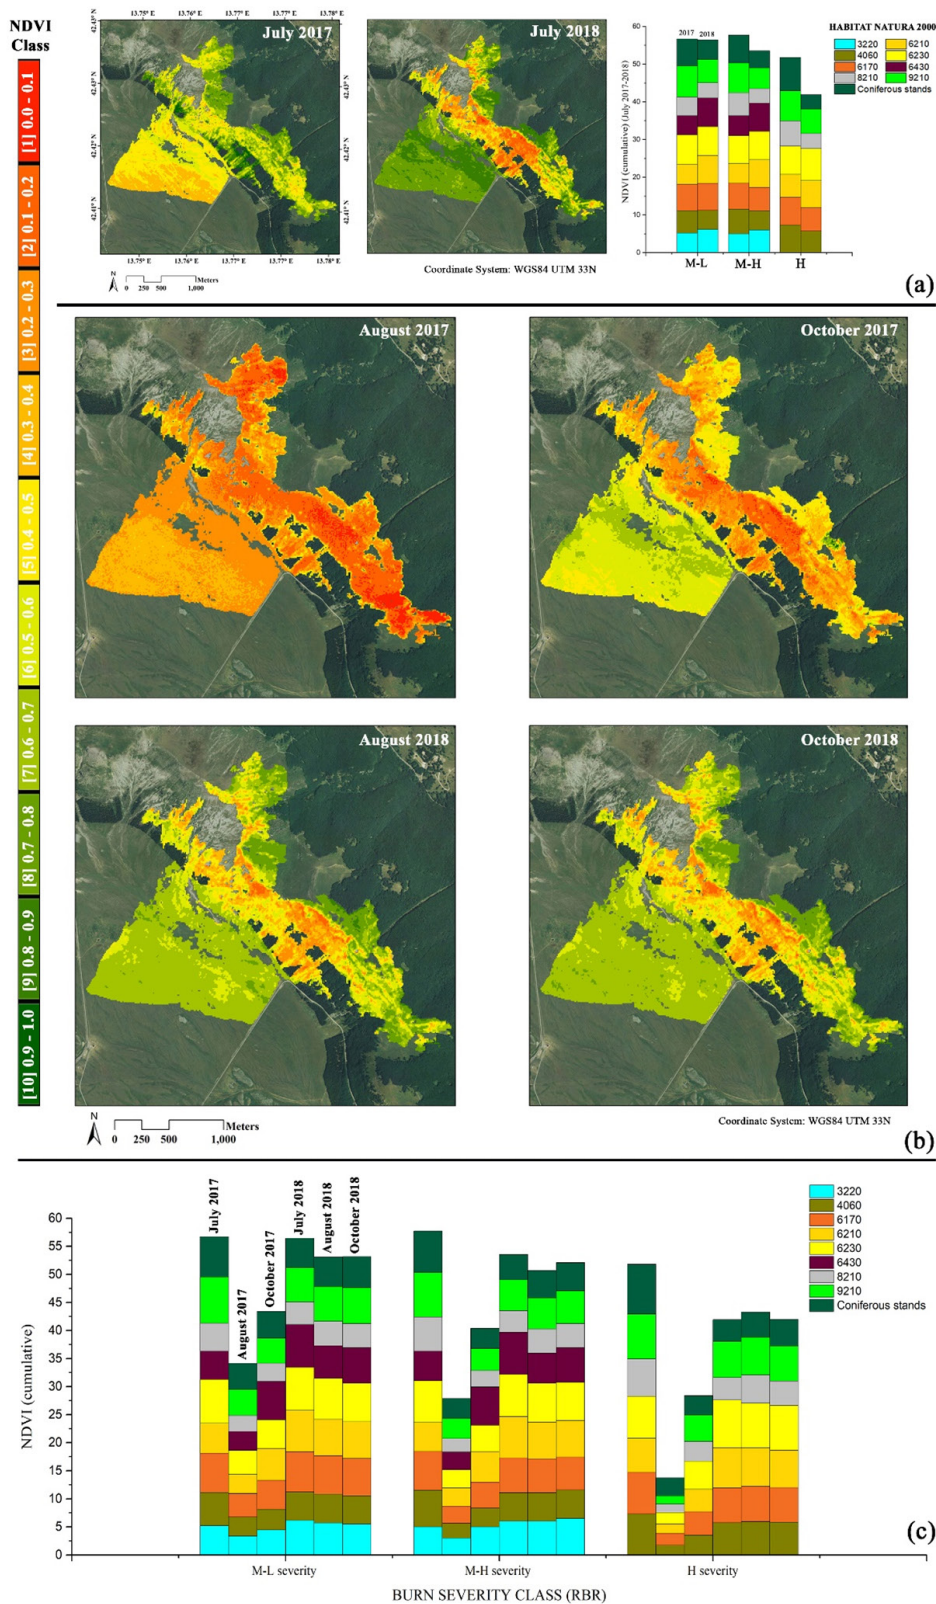 NDVI
Class
[1] 0.0 - 0.1
[2] 0.1 - 0.2
[3] 0.2 - 0.3
[4] 0.3 - 0.4
[5] 0.4 - 0.5
[6] 0.5 - 0.6
[7] 0.6 - 0.7
[8] 0.7 - 0.8
[9] 0.8 - 0.9
[10] 0.9 - 1.0
13.75° E 13.76° E 13.77° E 13.77° E 13.78° E
42.43° N
42.43° N
42.42° N
42.41° N
July 2017
July 2018
13.75° E 13.76° E 13.77° E 13.77° E 13.78° E
N
0 250 500 1,000
Meters
Coordinate System: WGS84 UTM 33N
NDVI (cumulative) (July 2017-2018)
60
50
40
30
20
10
0
2017 2018
M-L M-H H
HABITAT NATURA 2000
3220 6210
4060 6230
6170 6430
8210 9210
Coniferous stands
(a)
August 2017
October 2017
August 2018
October 2018
N
0 250 500 1,000
Meters
Coordinate System: WGS84 UTM 33N
(b)
NDVI (cumulative)
60
55
50
45
40
35
30
25
20
15
10
5
0
July 2017
August 2017
October 2017
July 2018
August 2018
October 2018
3220
4060
6170
6210
6230
6430
8210
9210
Coniferous stands
(c)
M-L severity M-H severity H severity
BURN SEVERITY CLASS (RBR)